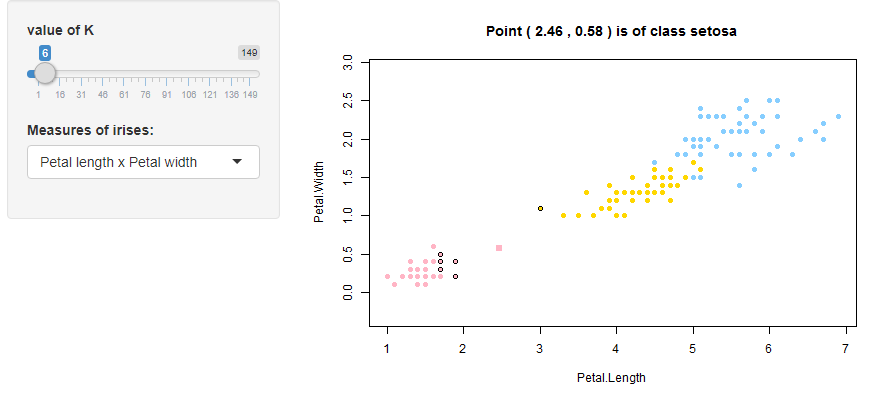 value of K
6
149
1 16 31 46 61 76 91 106 121 136 149
Measures of irises:
Petal length x Petal width
Point ( 2.46 , 0.58 ) is of class setosa
3.0
2.5
2.0
1.5
1.0
0.5
0.0
Petal.Width
1 2 3 4 5 6 7
Petal.Length